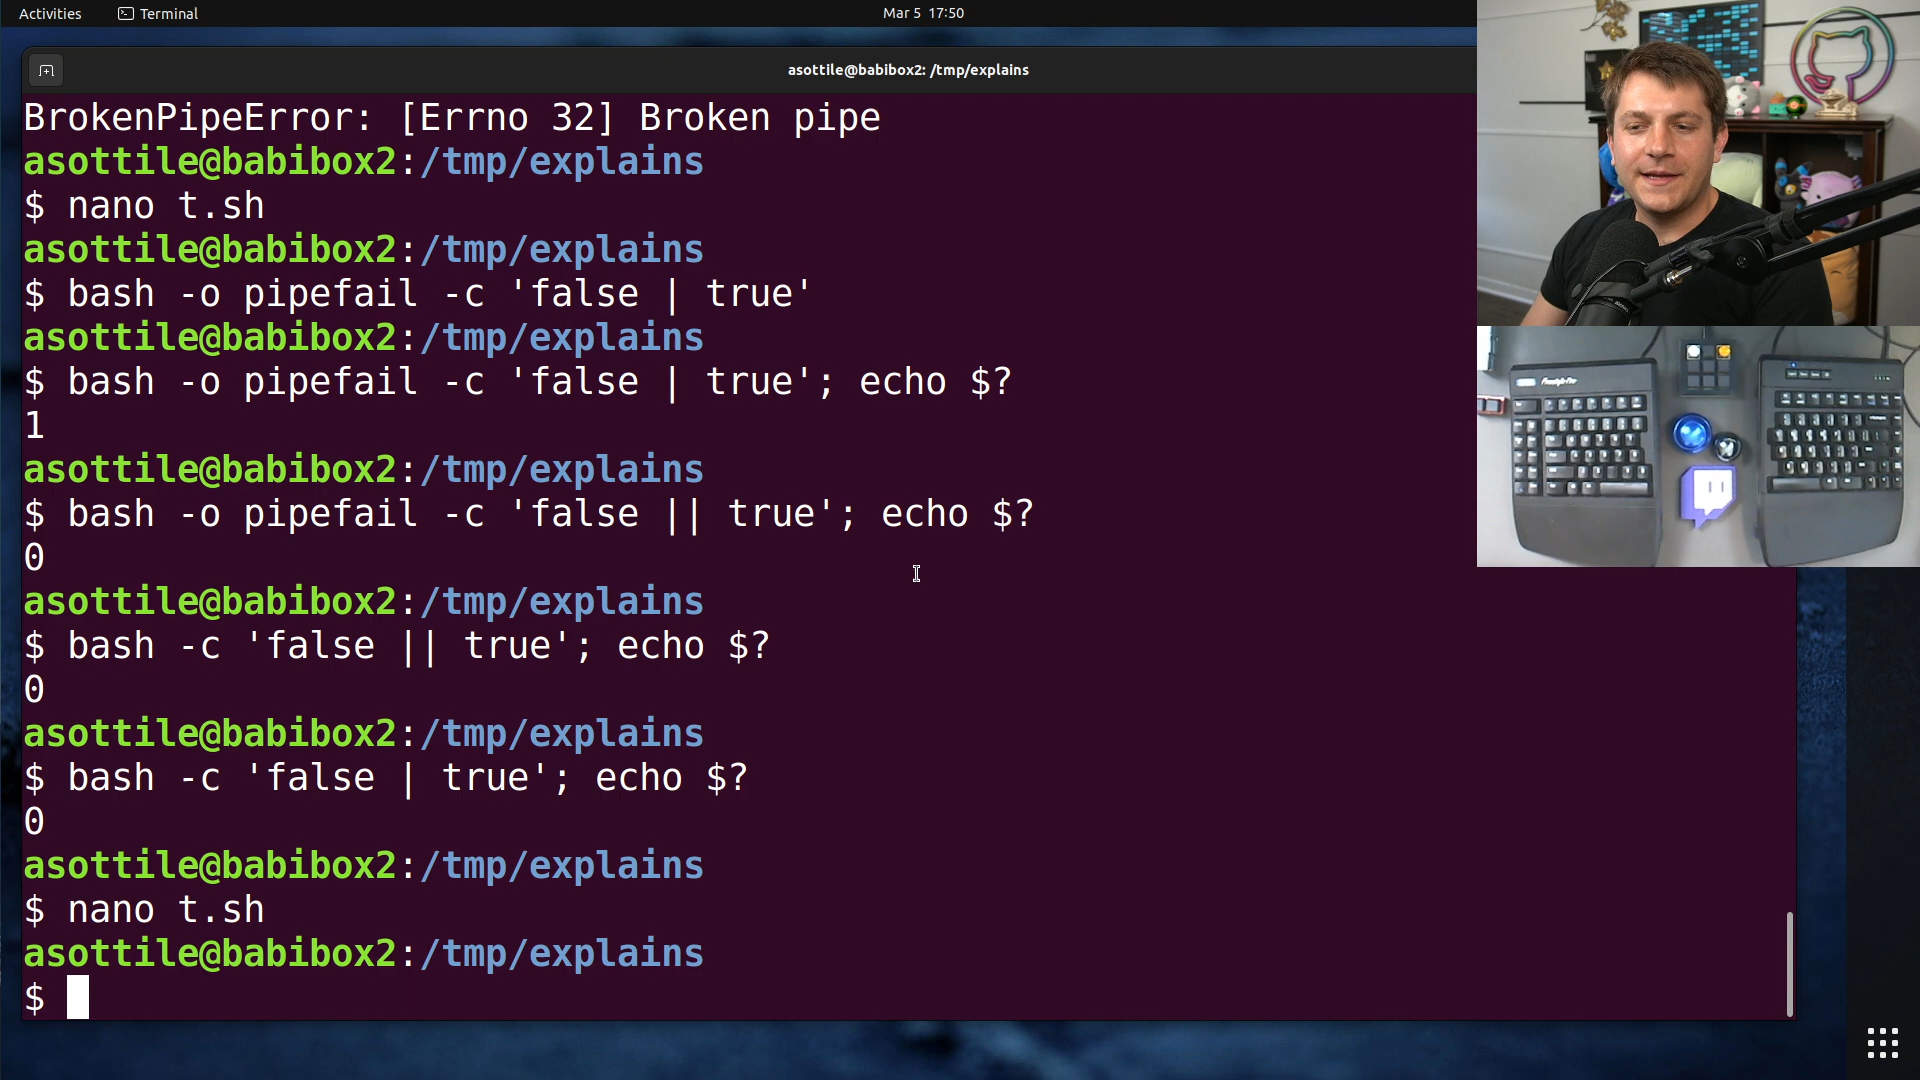 Activities
Terminal
Mar 5 17:50
asottile@babibox2: /tmp/explains
BrokenPipeError: [Errno 32] Broken pipe
asottile@babibox2:/tmp/explains
$ nano t.sh
asottile@babibox2:/tmp/explains
$ bash -o pipefail -c 'false | true'
asottile@babibox2:/tmp/explains
$ bash -o pipefail -c 'false | true'; echo $?
1
asottile@babibox2:/tmp/explains
$ bash -o pipefail -c 'false || true'; echo $?
0
asottile@babibox2:/tmp/explains
$ bash -c 'false || true'; echo $?
0
asottile@babibox2:/tmp/explains
$ bash -c 'false | true'; echo $?
0
asottile@babibox2:/tmp/explains
$ nano t.sh
asottile@babibox2:/tmp/explains
$